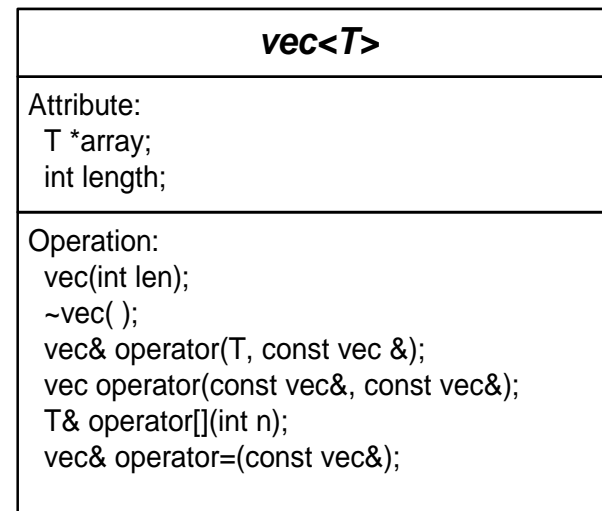 vec<T>
Attribute:
T *array;
int length;
Operation:
vec(int len);
~vec( );
vec& operator(T, const vec &);
vec operator(const vec&, const vec&);
T& operator[](int n);
vec& operator=(const vec&);